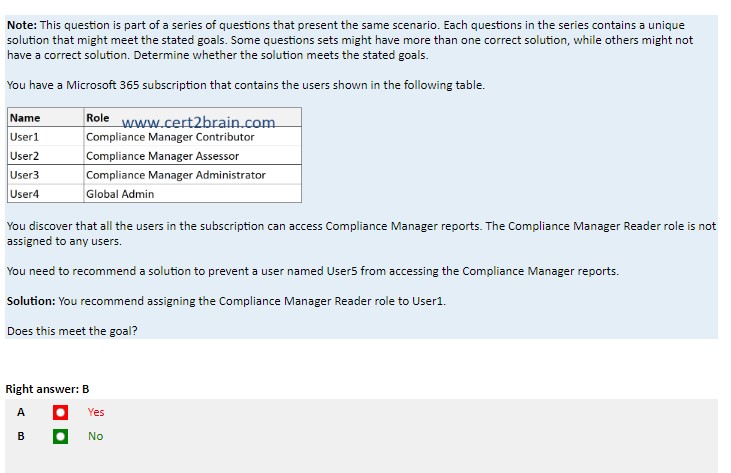 Note: This question is part of a series of questions that present the same scenario. Each questions in the series contains a unique
solution that might meet the stated goals. Some questions sets might have more than one correct solution, while others might not
have a correct solution. Determine whether the solution meets the stated goals.
You have a Microsoft 365 subscription that contains the users shown in the following table.
Name Role www.cert2brain.com
User1 Compliance Manager Contributor
User2 Compliance Manager Assessor
User3 Compliance Manager Administrator
User4 Global Admin
You discover that all the users in the subscription can access Compliance Manager reports. The Compliance Manager Reader role is not
assigned to any users.
You need to recommend a solution to prevent a user named User5 from accessing the Compliance Manager reports.
Solution: You recommend assigning the Compliance Manager Reader role to User1.
Does this meet the goal?
Right answer: B
A Yes
B No